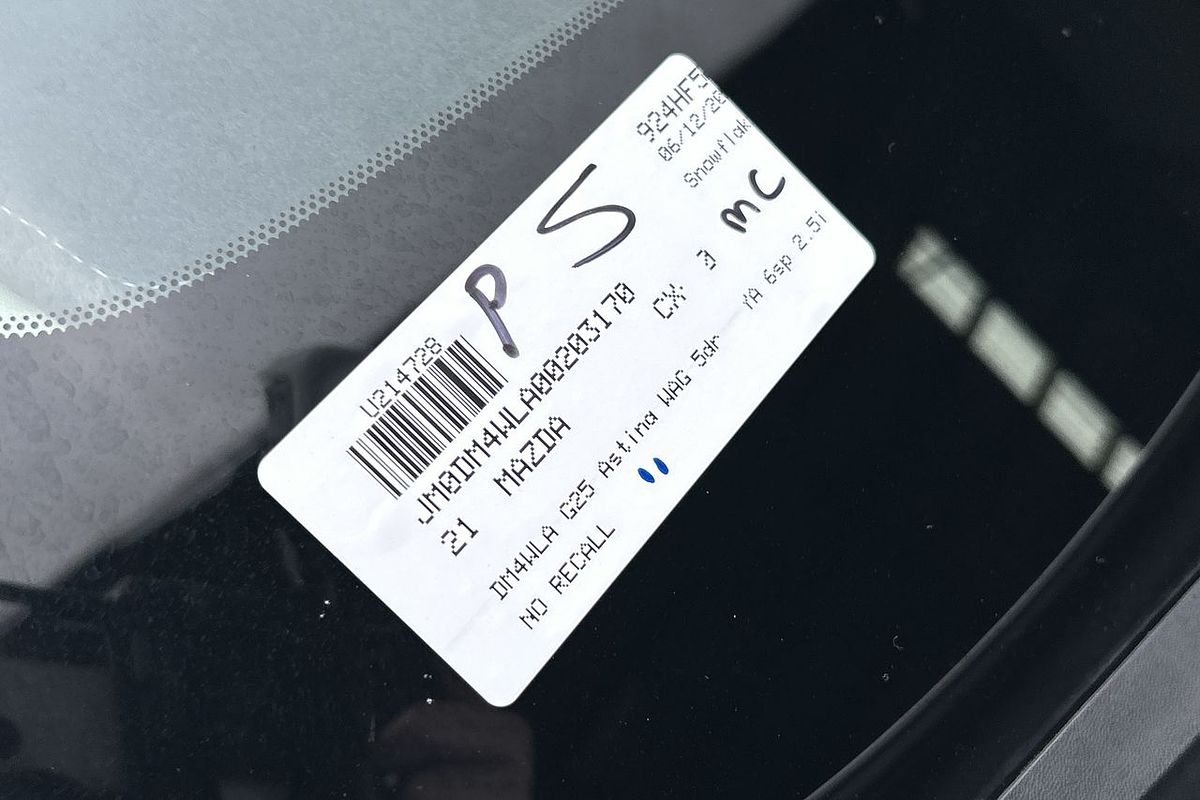 U214728 924HF5
06/12/20
Snowflak
P S MC
JM0DM4WLA00203170
21 MAZDA CX 3
DM4WLA G25 Astina WAG 5dr YA 6sp 2.5i
NO RECALL